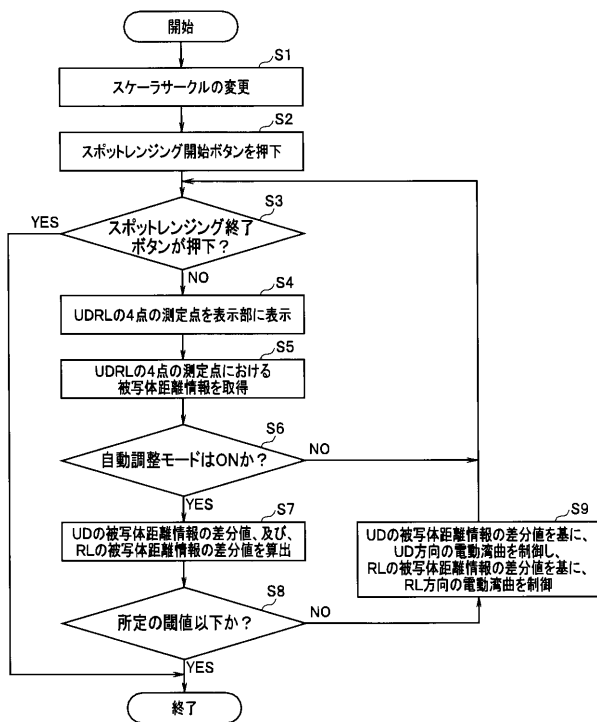 開始
S1
スケーラサークルの変更
S2
スポットレンジング開始ボタンを押下
S3
YES
スポットレンジング終了
ボタンが押下？
NO
S4
UDRLの4点の測定点を表示部に表示
S5
UDRLの4点の測定点における
被写体距離情報を取得
S6
自動調整モードはONか？
NO
YES
S7
UDの被写体距離情報の差分値、及び、
RLの被写体距離情報の差分値を算出
S9
UDの被写体距離情報の差分値を基に、
UD方向の電動湾曲を制御し、
RLの被写体距離情報の差分値を基に、
RL方向の電動湾曲を制御
S8
所定の閾値以下か？
NO
YES
終了